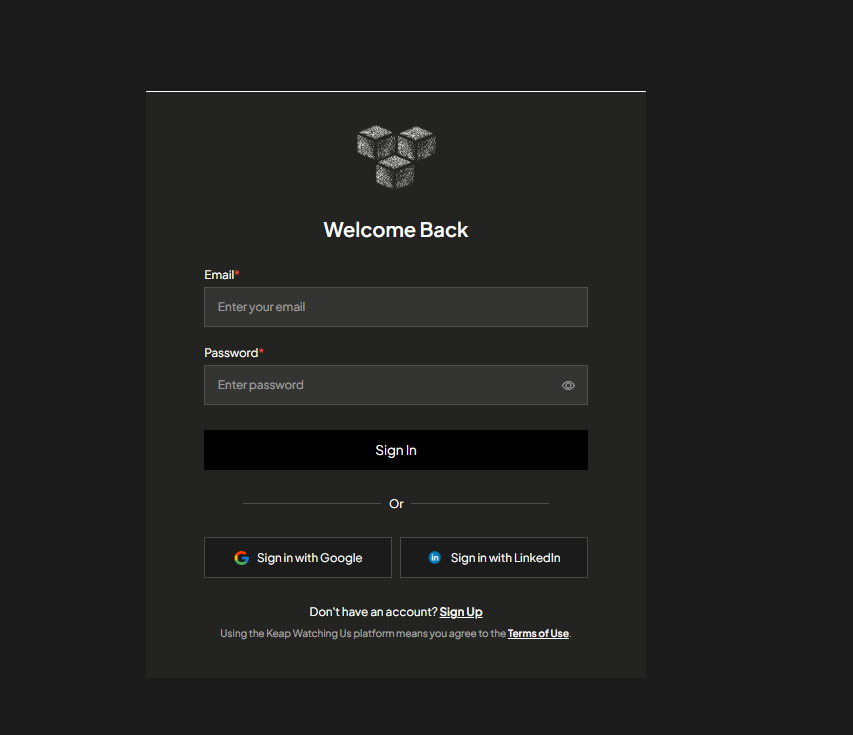 Welcome Back
Email*
Enter your email
Password*
Enter password
Sign In
Or
Sign in with Google
in Sign in with LinkedIn
Don't have an account? Sign Up
Using the Keap Watching Us platform means you agree to the Terms of Use.